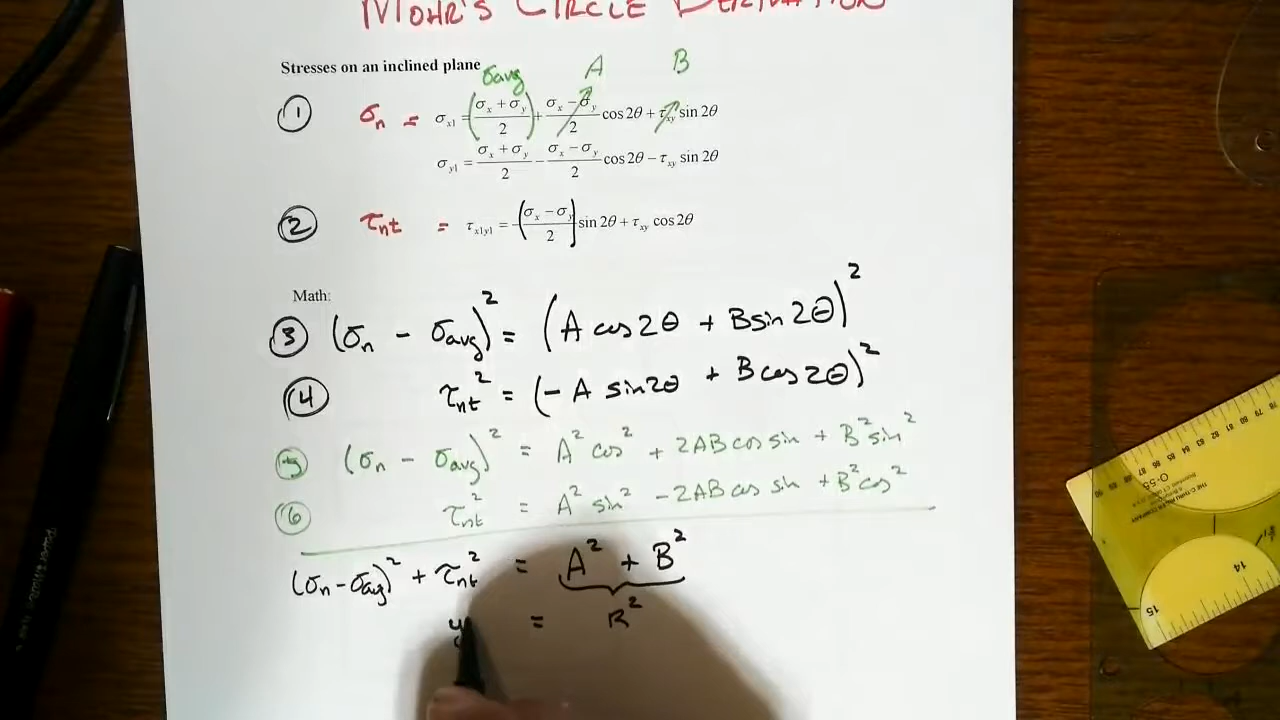 MOHR'S CIRCLE DERIVATION
Stresses on an inclined plane
σavg A B
① σn = σx1 = (σx + σy)/2 + (σx − σy)/2 cos 2θ + τxy sin 2θ
σy1 = (σx + σy)/2 − (σx − σy)/2 cos 2θ − τxy sin 2θ
② τnt = τx1y1 = −(σx − σy)/2 sin 2θ + τxy cos 2θ
Math:
③ (σn − σavg)² = (A cos 2θ + B sin 2θ)²
④ τnt² = (− A sin 2θ + B cos 2θ)²
⑤ (σn − σavg)² = A² cos² + 2AB cos sin + B² sin²
⑥ τnt² = A² sin² − 2AB cos sin + B² cos²
(σn − σavg)² + τnt² = A² + B²
y = R²